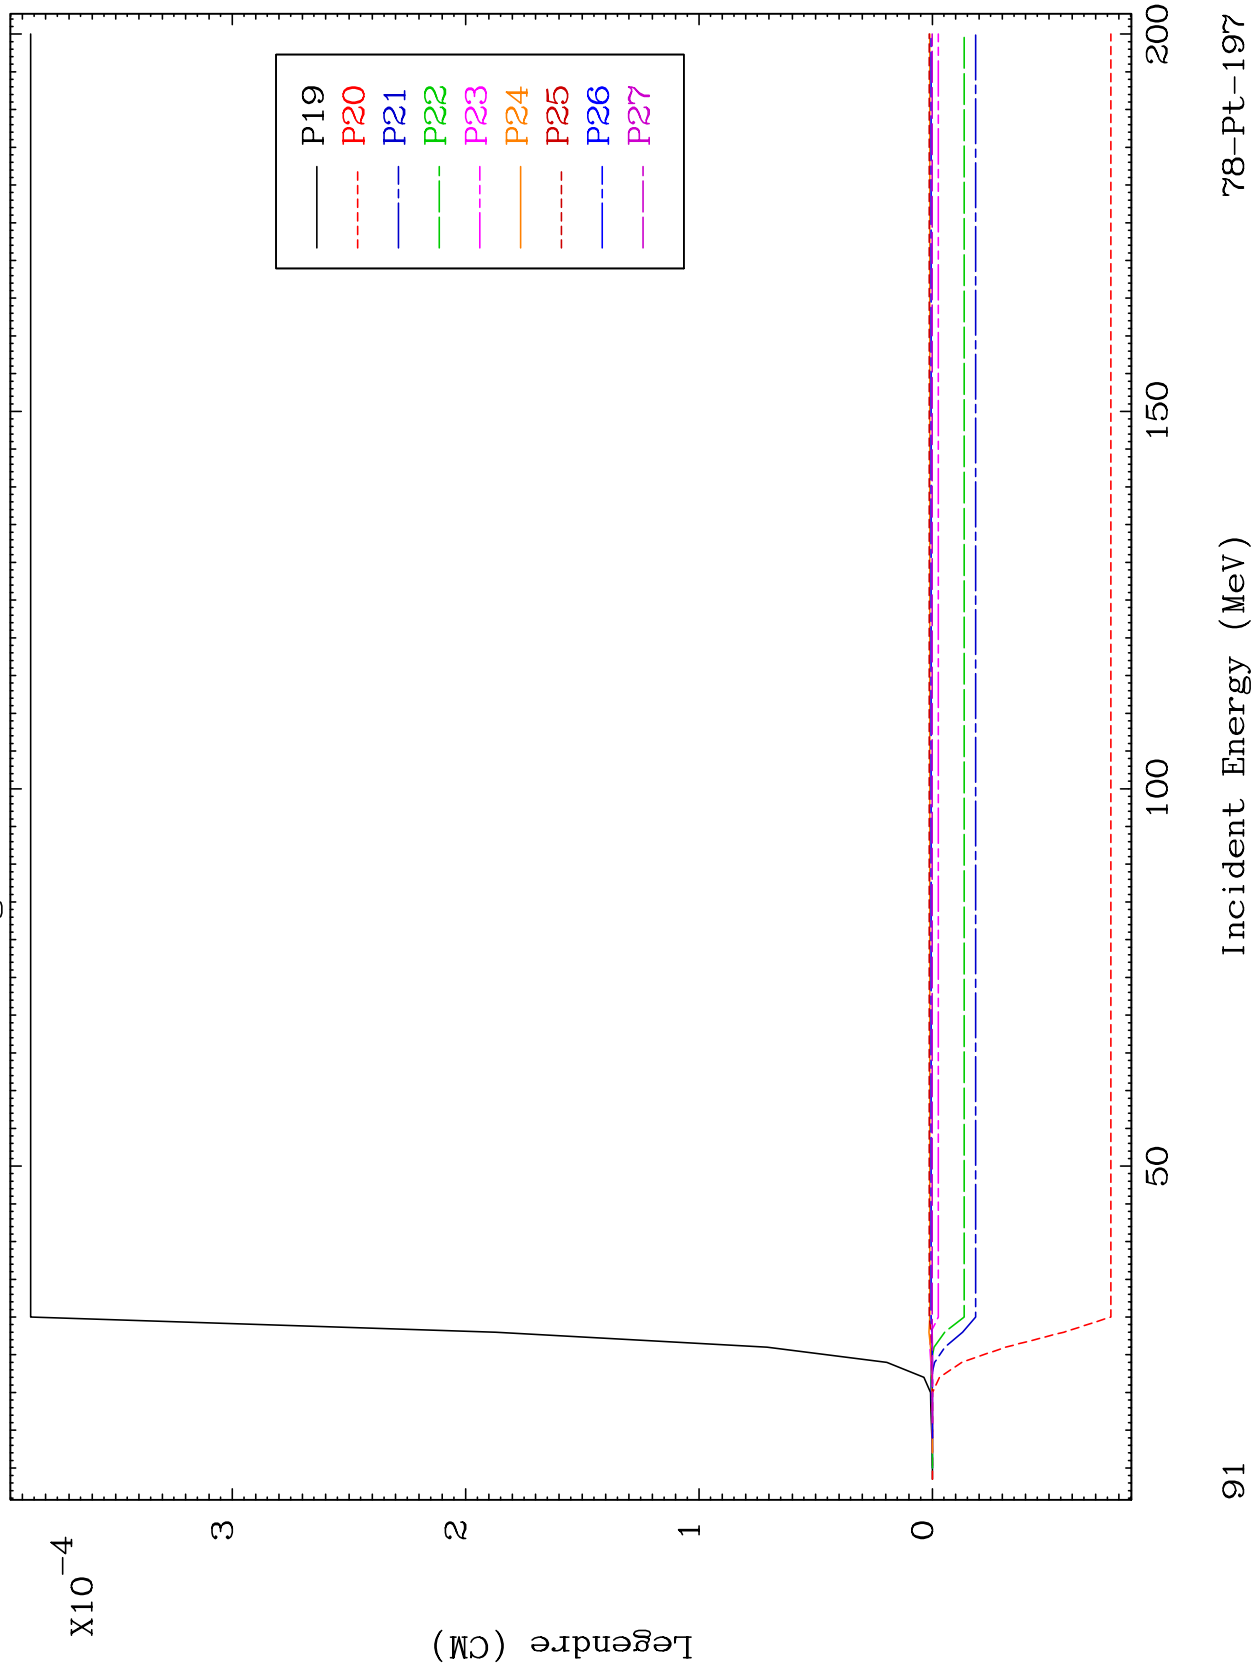 X10-4
Legendre (CM)
3
2
1
0
P19
P20
P21
P22
P23
P24
P25
P26
P27
50
100
150
200
91
Incident Energy (MeV)
78-Pt-197